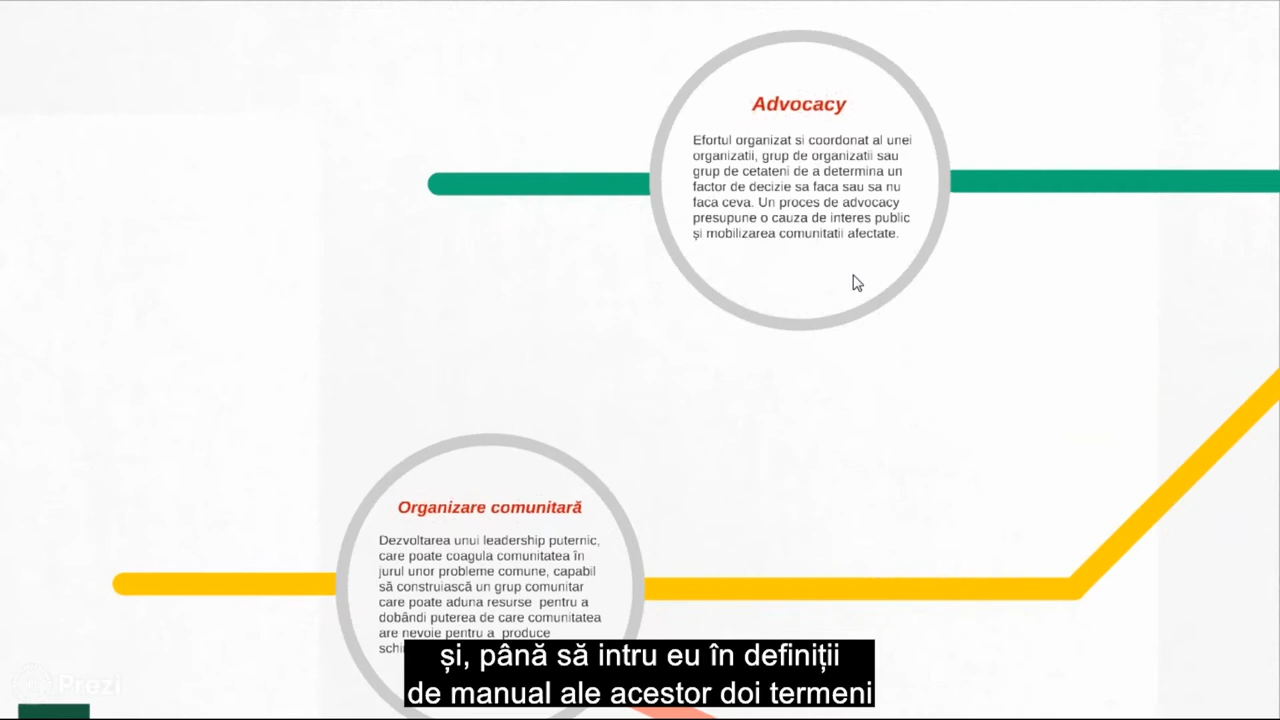 Advocacy
Efortul organizat si coordonat al unei
organizatii, grup de organizatii sau
grup de cetateni de a determina un
factor de decizie sa faca sau sa nu
faca ceva. Un proces de advocacy
presupune o cauza de interes public
și mobilizarea comunitatii afectate.
Organizare comunitară
Dezvoltarea unui leadership puternic,
care poate coagula comunitatea în
jurul unor probleme comune, capabil
să construiască un grup comunitar
care poate aduna resurse pentru a
dobândi puterea de care comunitatea
are nevoie pentru a produce
și, până să intru eu în definiții
de manual ale acestor doi termeni
Prezi